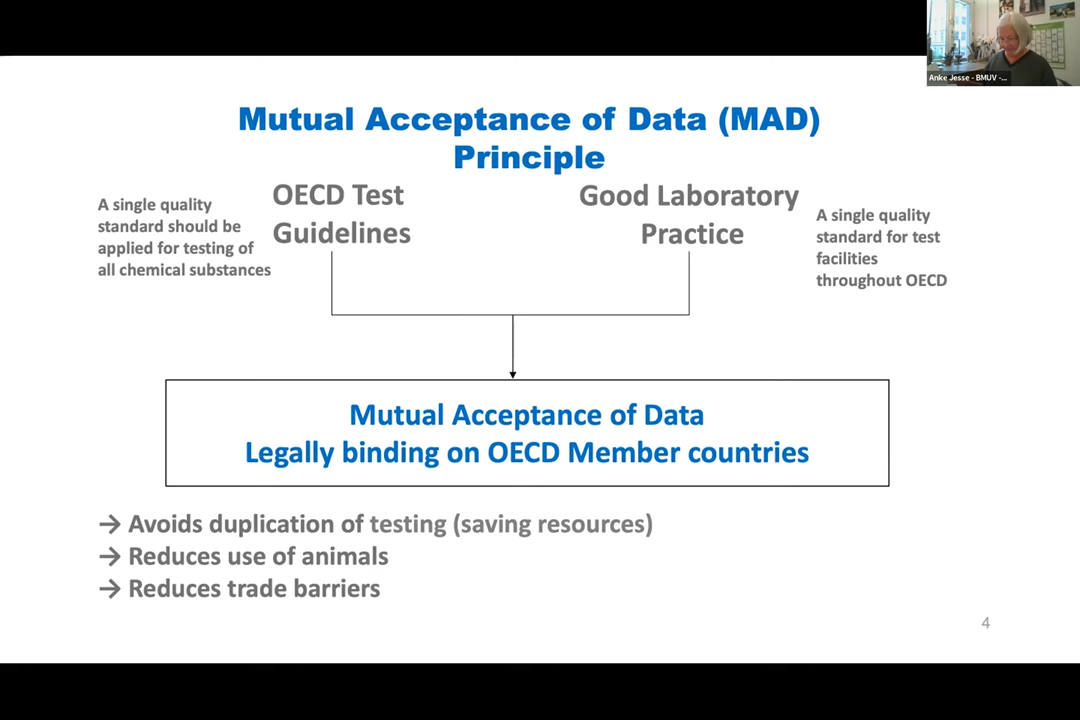 Anke Jesse - BMUV -...
Mutual Acceptance of Data (MAD)
Principle
A single quality
standard should be
applied for testing of
all chemical substances
OECD Test
Guidelines
Good Laboratory
Practice
A single quality
standard for test
facilities
throughout OECD
Mutual Acceptance of Data
Legally binding on OECD Member countries
→ Avoids duplication of testing (saving resources)
→ Reduces use of animals
→ Reduces trade barriers
4